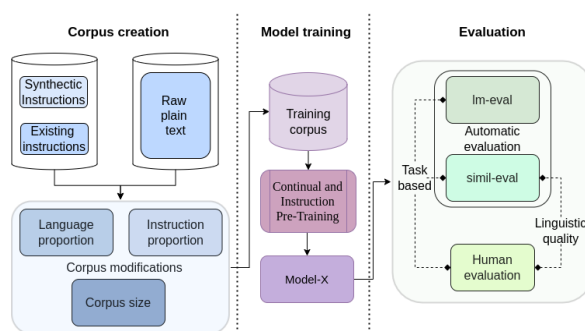 Corpus creation
Model training
Evaluation
Synthectic
Instructions
Existing
instructions
Raw
plain
text
Language
proportion
Instruction
proportion
Corpus modifications
Corpus size
Training
corpus
Continual and
Instruction
Pre-Training
Model-X
lm-eval
Automatic
evaluation
simil-eval
Task
based
Linguistic
quality
Human
evaluation